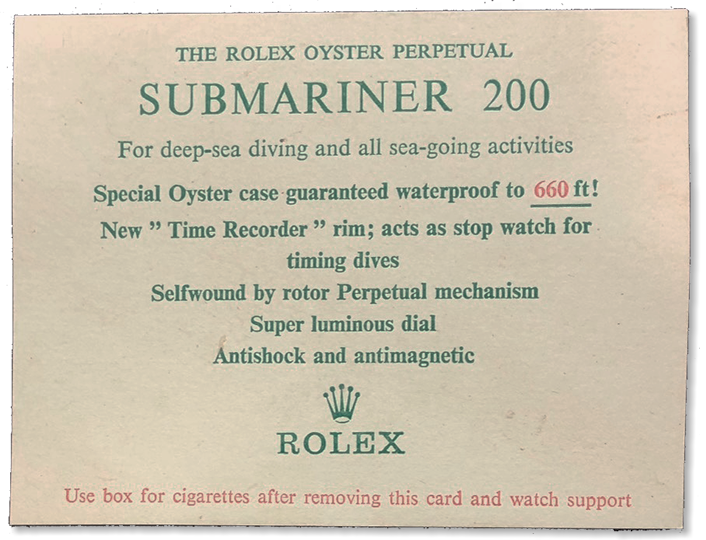 THE ROLEX OYSTER PERPETUAL
SUBMARINER 200
For deep-sea diving and all sea-going activities
Special Oyster case guaranteed waterproof to 660 ft!
New ” Time Recorder ” rim; acts as stop watch for
timing dives
Selfwound by rotor Perpetual mechanism
Super luminous dial
Antishock and antimagnetic
ROLEX
Use box for cigarettes after removing this card and watch support